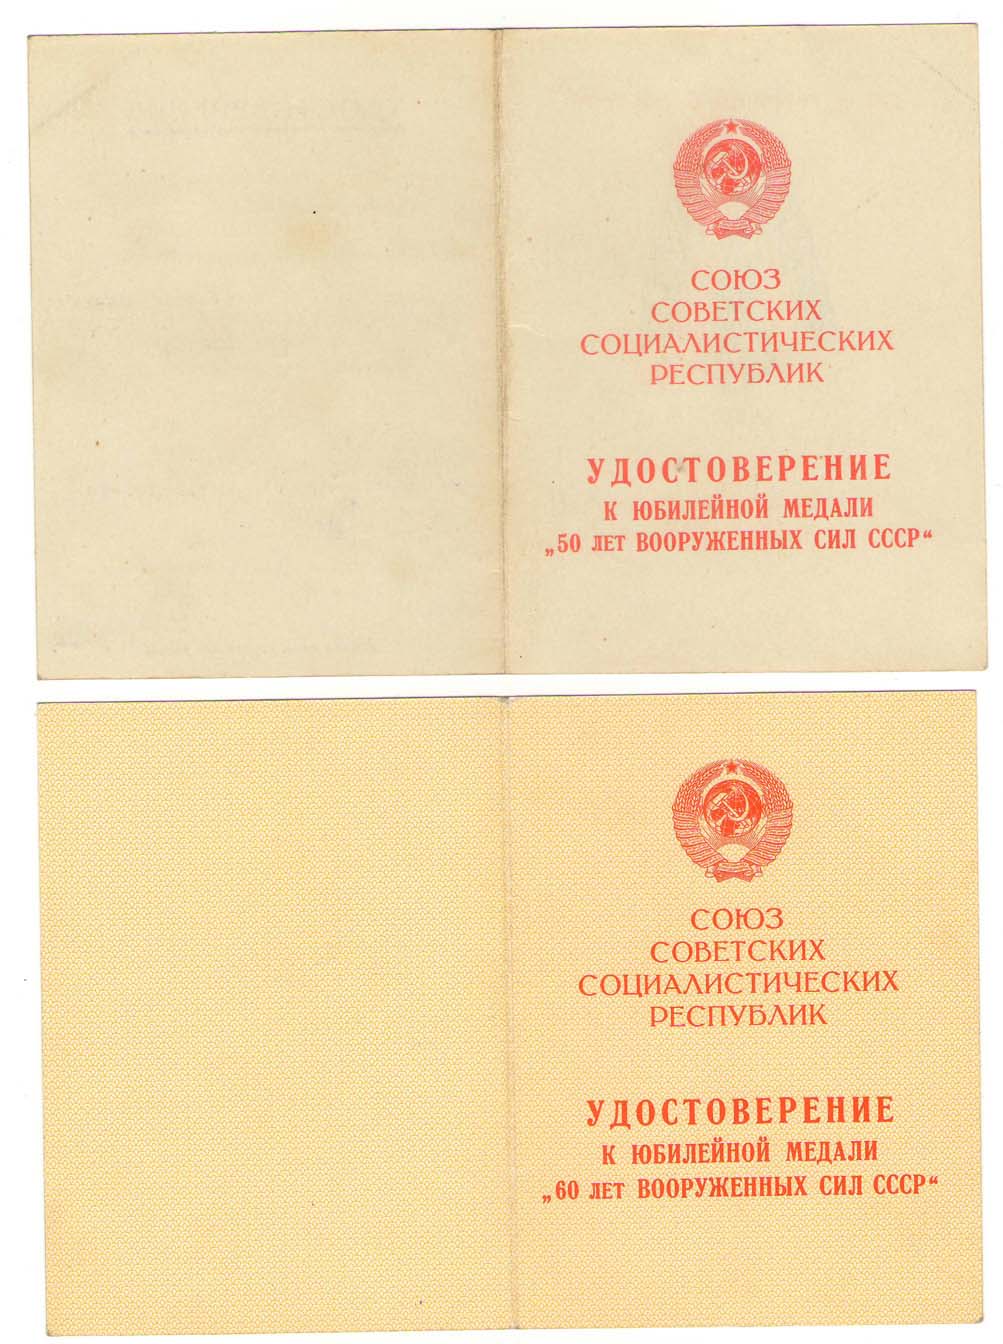 СОЮЗ
СОВЕТСКИХ
СОЦИАЛИСТИЧЕСКИХ
РЕСПУБЛИК
УДОСТОВЕРЕНИЕ
К ЮБИЛЕЙНОЙ МЕДАЛИ
„50 ЛЕТ ВООРУЖЕННЫХ СИЛ СССР“
СОЮЗ
СОВЕТСКИХ
СОЦИАЛИСТИЧЕСКИХ
РЕСПУБЛИК
УДОСТОВЕРЕНИЕ
К ЮБИЛЕЙНОЙ МЕДАЛИ
„60 ЛЕТ ВООРУЖЕННЫХ СИЛ СССР“